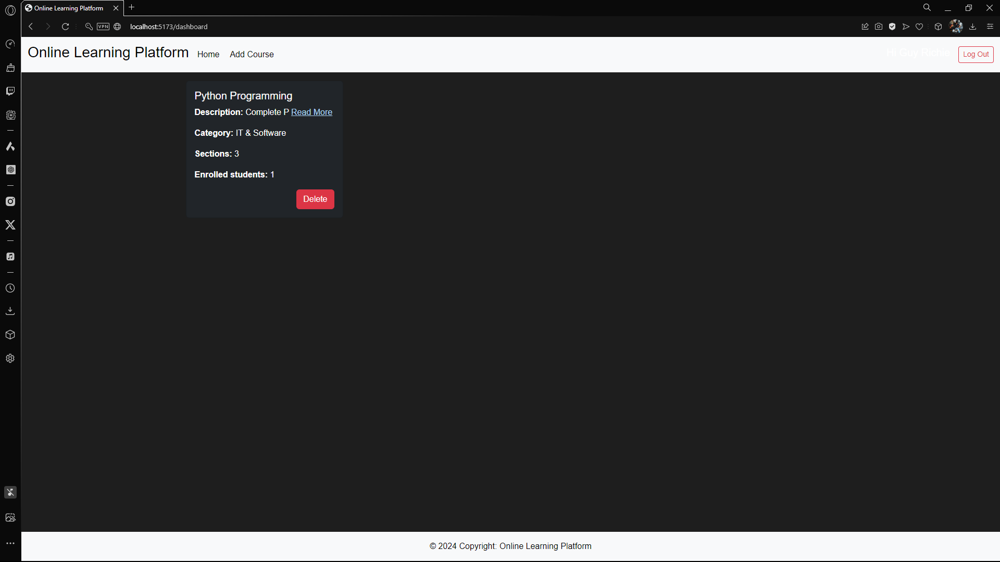 Online Learning Platform
VPN
localhost:5173/dashboard
Online Learning Platform Home Add Course Hi Guy Richie Log Out
Python Programming
Description: Complete P Read More
Category: IT & Software
Sections: 3
Enrolled students: 1
Delete
© 2024 Copyright: Online Learning Platform